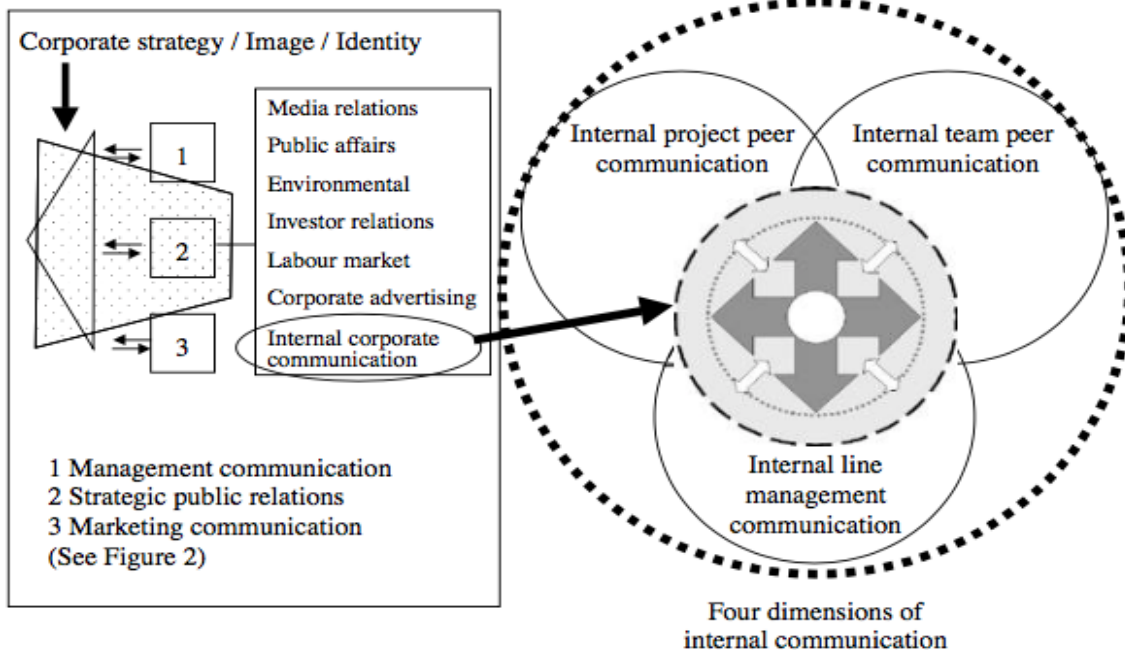 Corporate strategy / Image / Identity
1
2
3
Media relations
Public affairs
Environmental
Investor relations
Labour market
Corporate advertising
Internal corporate
communication
1 Management communication
2 Strategic public relations
3 Marketing communication
(See Figure 2)
Internal project peer
communication
Internal team peer
communication
Internal line
management
communication
Four dimensions of
internal communication